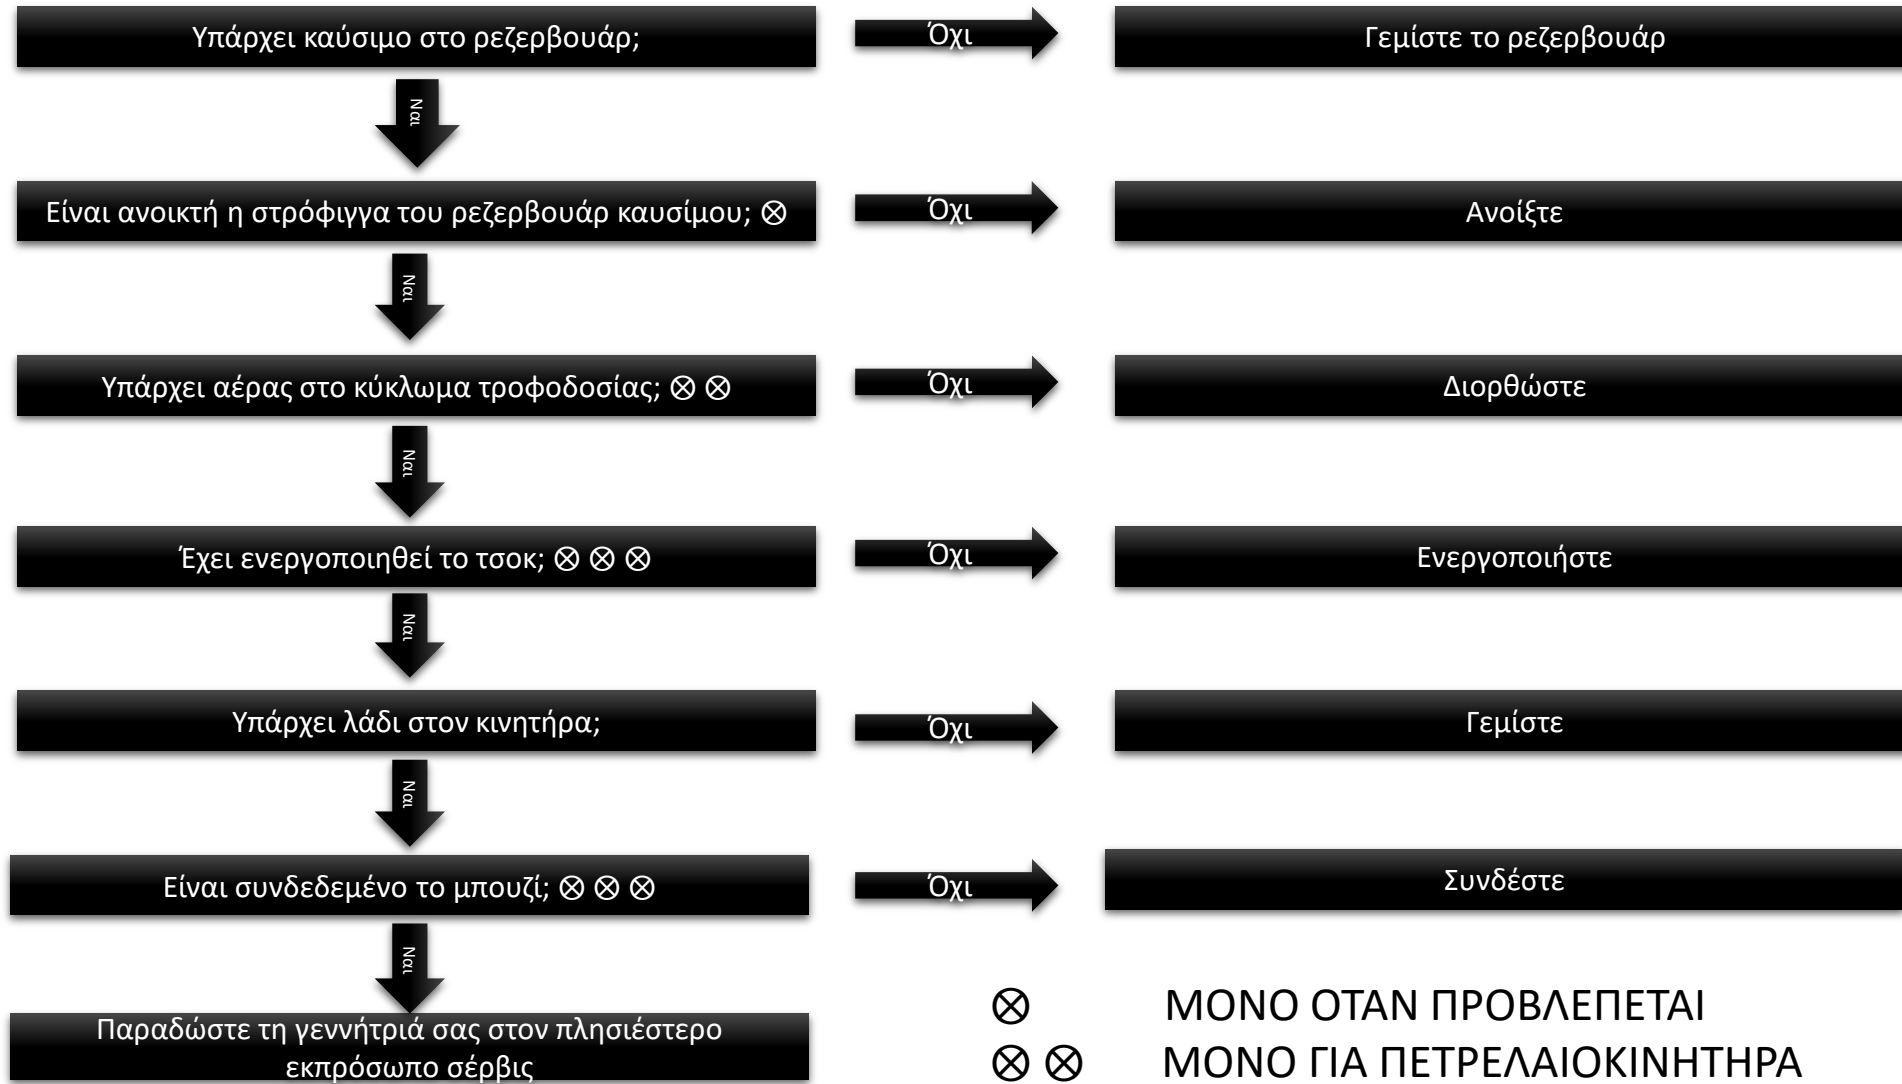 Υπάρχει καύσιμο στο ρεζερβουάρ;
Όχι
Γεμίστε το ρεζερβουάρ
Ναι
Είναι ανοικτή η στρόφιγγα του ρεζερβουάρ καυσίμου; ⊗
Όχι
Ανοίξτε
Ναι
Υπάρχει αέρας στο κύκλωμα τροφοδοσίας; ⊗ ⊗
Όχι
Διορθώστε
Ναι
Έχει ενεργοποιηθεί το τσοκ; ⊗ ⊗ ⊗
Όχι
Ενεργοποιήστε
Ναι
Υπάρχει λάδι στον κινητήρα;
Όχι
Γεμίστε
Ναι
Είναι συνδεδεμένο το μπουζί; ⊗ ⊗ ⊗
Όχι
Συνδέστε
Ναι
Παραδώστε τη γεννήτριά σας στον πλησιέστερο
εκπρόσωπο σέρβις
⊗ ΜΟΝΟ ΟΤΑΝ ΠΡΟΒΛΕΠΕΤΑΙ
⊗ ⊗ ΜΟΝΟ ΓΙΑ ΠΕΤΡΕΛΑΙΟΚΙΝΗΤΗΡΑ